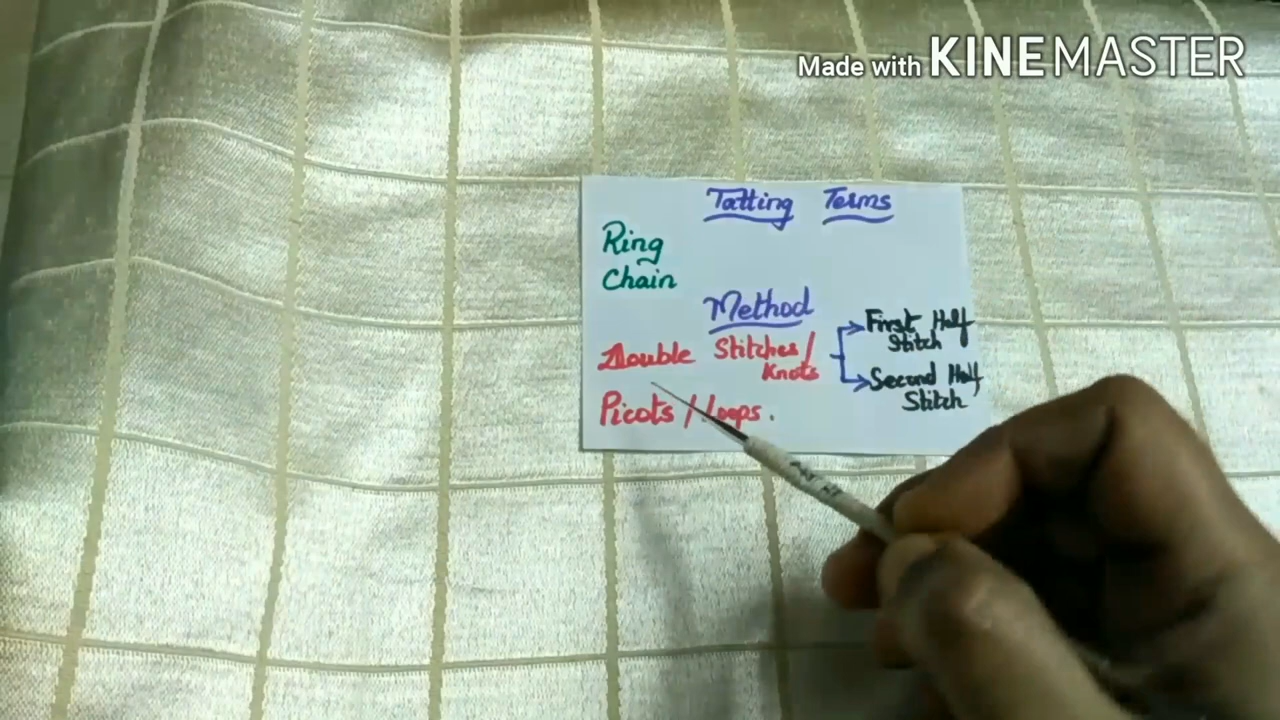 Made with KINEMASTER
Tatting Terms
Ring
Chain
Method
Double Stitches/
Knots
First Half
Stitch
Second Half
Stitch
Picots / Loops.